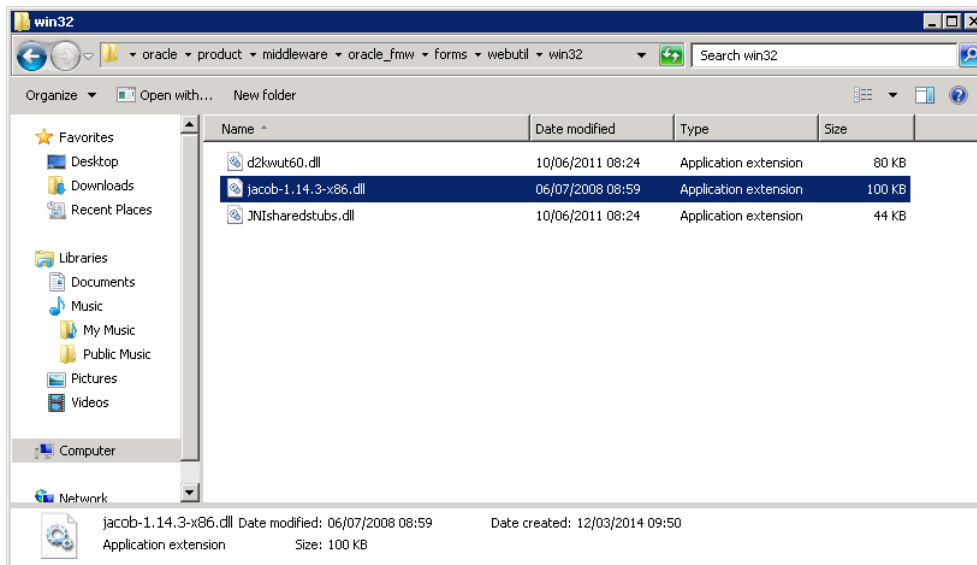 win32
oracle product middleware oracle_fmw forms webutil win32 Search win32
Organize Open with... New folder
Name Date modified Type Size
Favorites
Desktop
Downloads
Recent Places
Libraries
Documents
Music
My Music
Public Music
Pictures
Videos
Computer
Network
d2kwut60.dll 10/06/2011 08:24 Application extension 80 KB
jacob-1.14.3-x86.dll 06/07/2008 08:59 Application extension 100 KB
JNIsharedstubs.dll 10/06/2011 08:24 Application extension 44 KB
jacob-1.14.3-x86.dll Date modified: 06/07/2008 08:59 Date created: 12/03/2014 09:50
Application extension Size: 100 KB